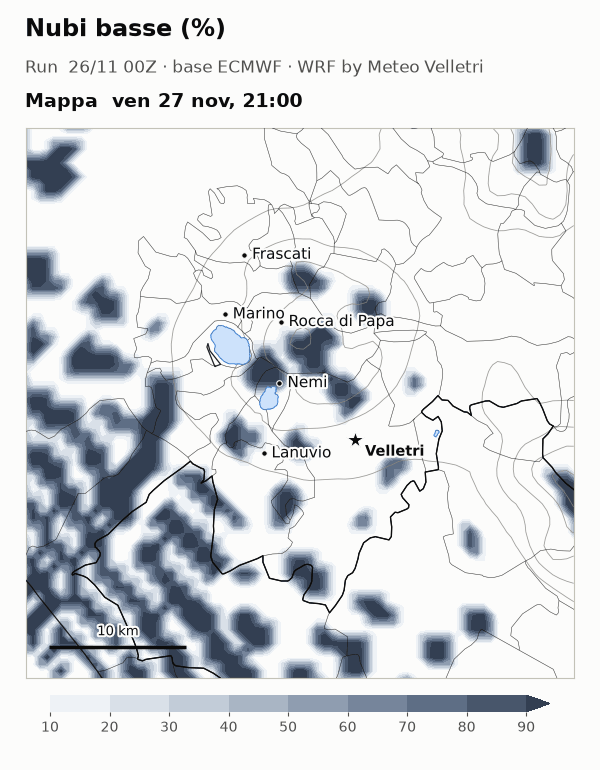 Nubi basse (%)
Run  26/11 00Z · base ECMWF · WRF by Meteo Velletri
Mappa  ven 27 nov, 21:00
Frascati
Marino
Rocca di Papa
Nemi
Lanuvio
Velletri
10 km
10 20 30 40 50 60 70 80 90